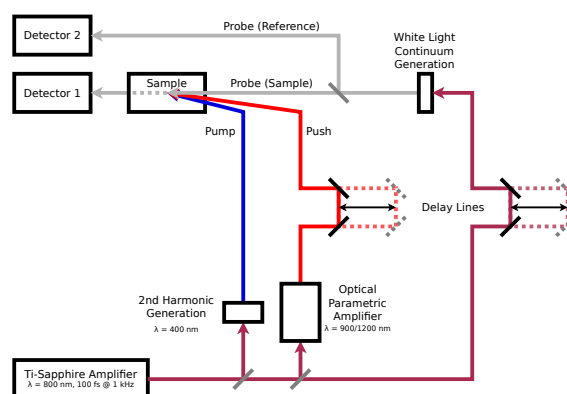 Detector 2
Probe (Reference)
White Light
Continuum
Generation
Detector 1
Sample
Probe (Sample)
Pump
Push
Delay Lines
2nd Harmonic
Generation
λ = 400 nm
Optical
Parametric
Amplifier
λ = 900/1200 nm
Ti-Sapphire Amplifier
λ = 800 nm, 100 fs @ 1 kHz